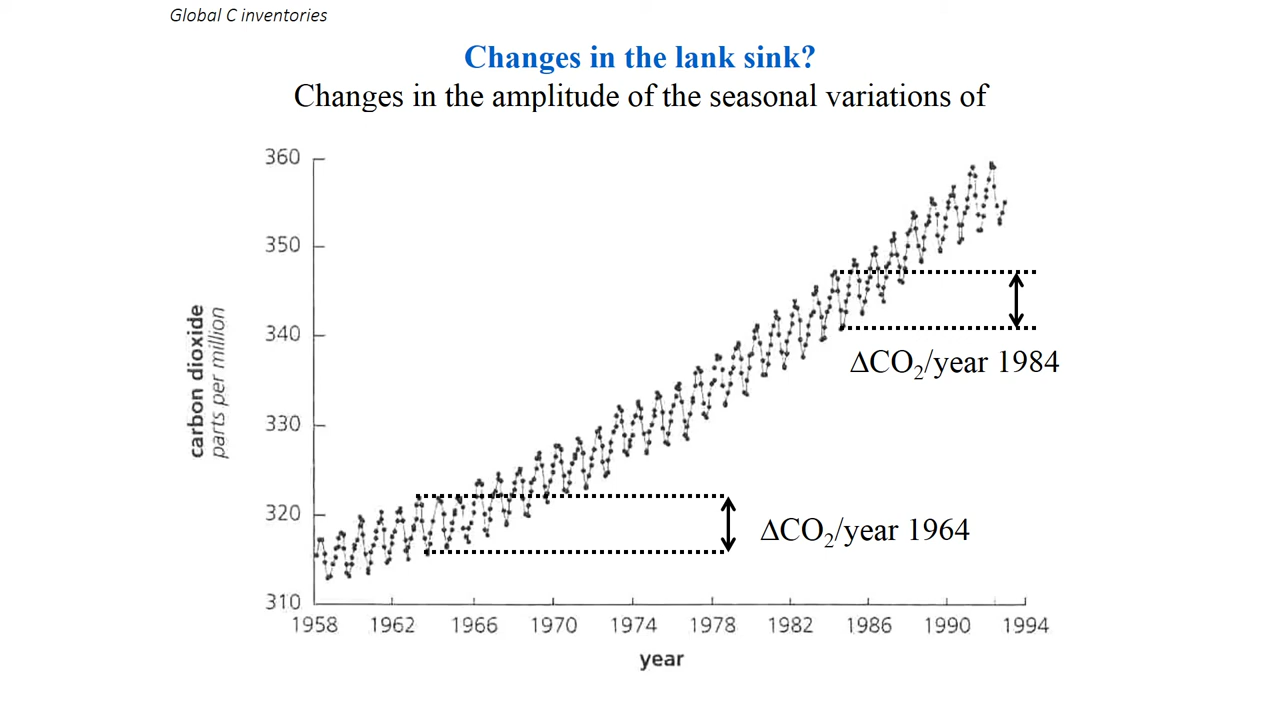 Global C inventories
Changes in the lank sink?
Changes in the amplitude of the seasonal variations of
360
350
340
330
320
310
carbon dioxide
parts per million
ΔCO₂/year 1984
ΔCO₂/year 1964
1958 1962 1966 1970 1974 1978 1982 1986 1990 1994
year